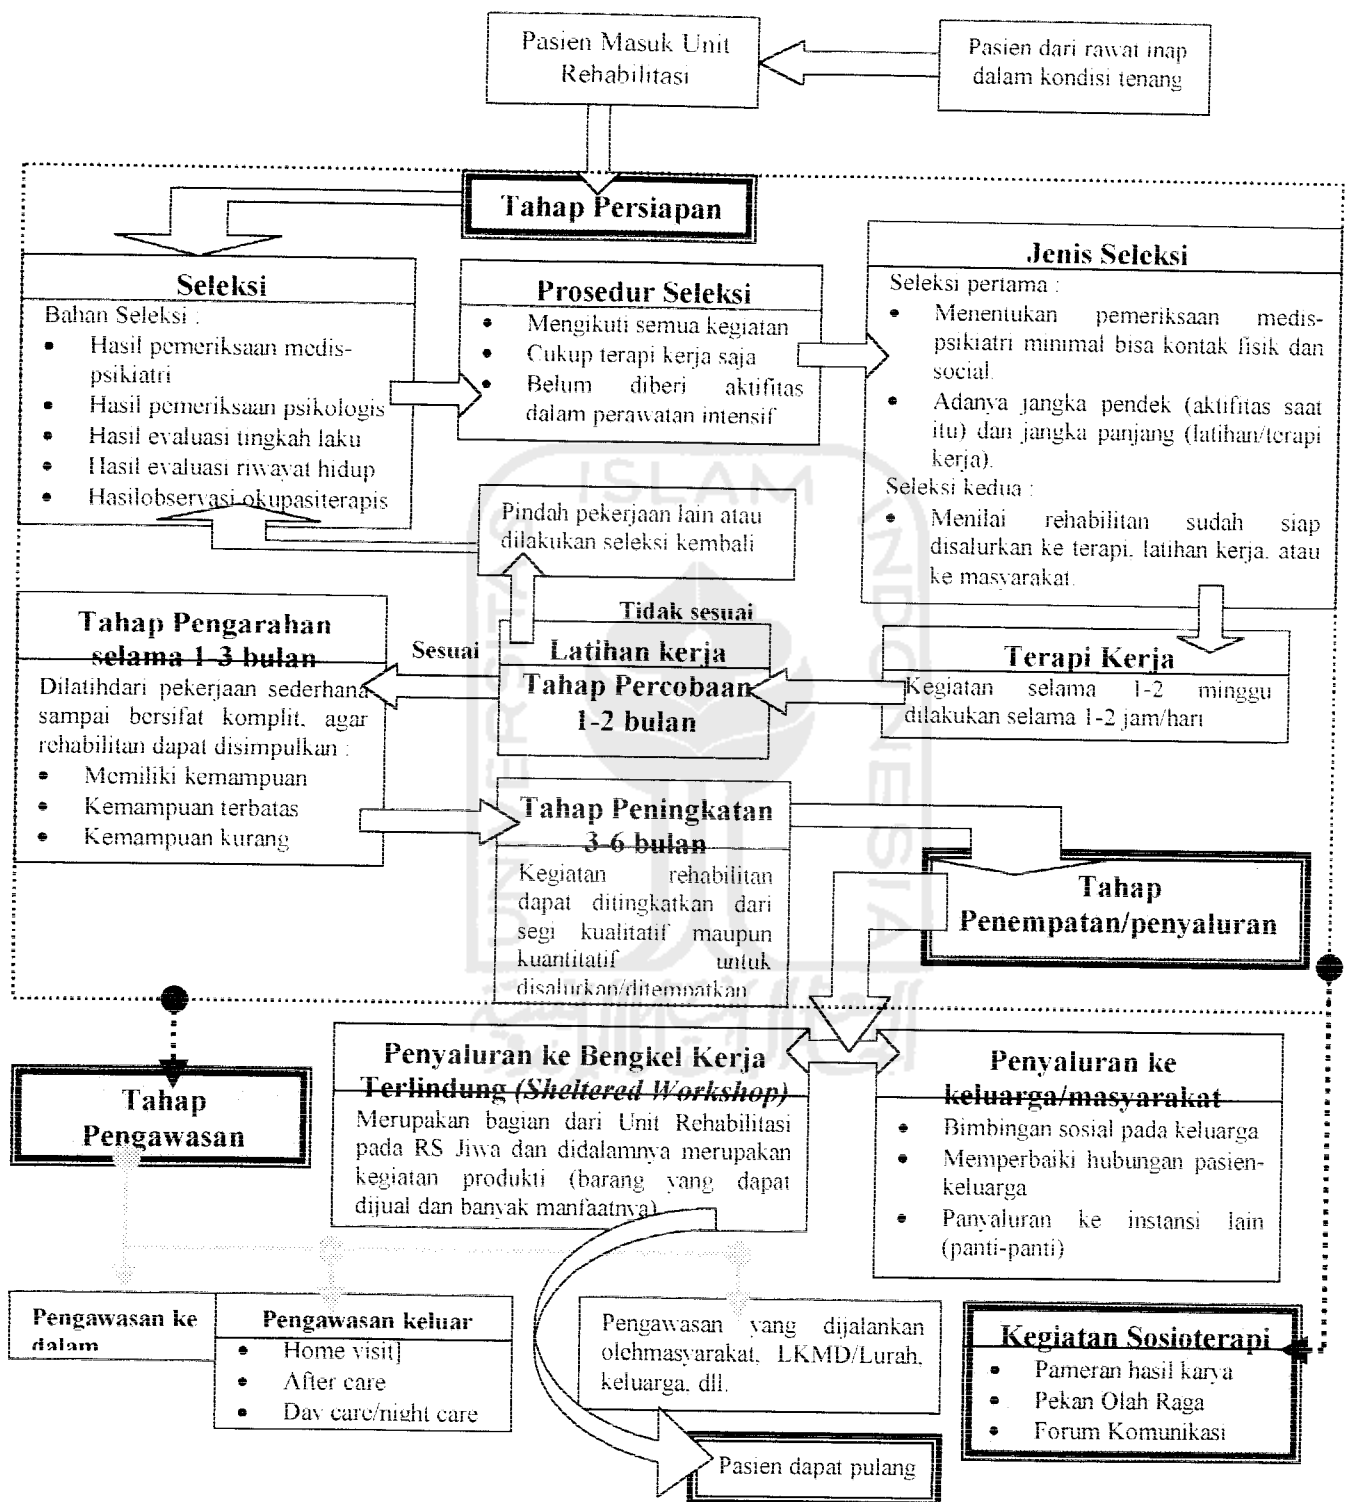 Pasien Masuk Unit
Rehabilitasi
Pasien dari rawat inap
dalam kondisi tenang
Tahap Persiapan
Seleksi
Bahan Seleksi :
• Hasil pemeriksaan medis-
psikiatri
• Hasil pemeriksaan psikologis
• Hasil evaluasi tingkah laku
• Hasil evaluasi riwayat hidup
• Hasilobservasi okupasiterapis
Prosedur Seleksi
• Mengikuti semua kegiatan
• Cukup terapi kerja saja
• Belum diberi aktifitas
dalam perawatan intensif
Jenis Seleksi
Seleksi pertama :
• Menentukan pemeriksaan medis-
psikiatri minimal bisa kontak fisik dan
social.
• Adanya jangka pendek (aktifitas saat
itu) dan jangka panjang (latihan/terapi
kerja).
Seleksi kedua :
• Menilai rehabilitan sudah siap
disalurkan ke terapi, latihan kerja, atau
ke masyarakat.
Pindah pekerjaan lain atau
dilakukan seleksi kembali
Tidak sesuai
Terapi Kerja
Kegiatan selama 1-2 minggu
dilakukan selama 1-2 jam/hari
Latihan kerja
Tahap Percobaan
1-2 bulan
Sesuai
Tahap Pengarahan
selama 1-3 bulan
Dilatihdari pekerjaan sederhana
sampai bersifat komplit, agar
rehabilitan dapat disimpulkan :
• Memiliki kemampuan
• Kemampuan terbatas
• Kemampuan kurang
Tahap Peningkatan
3-6 bulan
Kegiatan rehabilitan
dapat ditingkatkan dari
segi kualitatif maupun
kuantitatif untuk
disalurkan/ditempatkan
Tahap
Penempatan/penyaluran
Penyaluran ke Bengkel Kerja
Terlindung (Sheltered Workshop)
Merupakan bagian dari Unit Rehabilitasi
pada RS Jiwa dan didalamnya merupakan
kegiatan produkti (barang yang dapat
dijual dan banyak manfaatnya)
Penyaluran ke
keluarga/masyarakat
• Bimbingan sosial pada keluarga
• Memperbaiki hubungan pasien-
keluarga
• Panyaluran ke instansi lain
(panti-panti)
Tahap
Pengawasan
Pengawasan ke
dalam
Pengawasan keluar
• Home visit]
• After care
• Day care/night care
Pengawasan yang dijalankan
olehmasyarakat, LKMD/Lurah,
keluarga, dll.
Kegiatan Sosioterapi
• Pameran hasil karya
• Pekan Olah Raga
• Forum Komunikasi
Pasien dapat pulang
UNIVERSITAS
ISLAM
INDONESIA